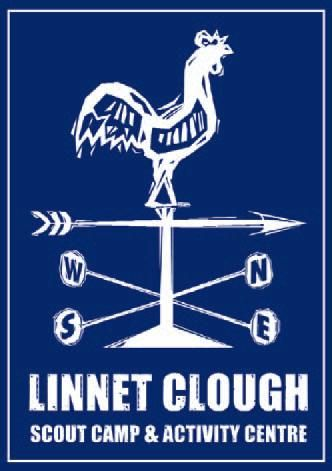 W N
S E
LINNET CLOUGH
SCOUT CAMP & ACTIVITY CENTRE